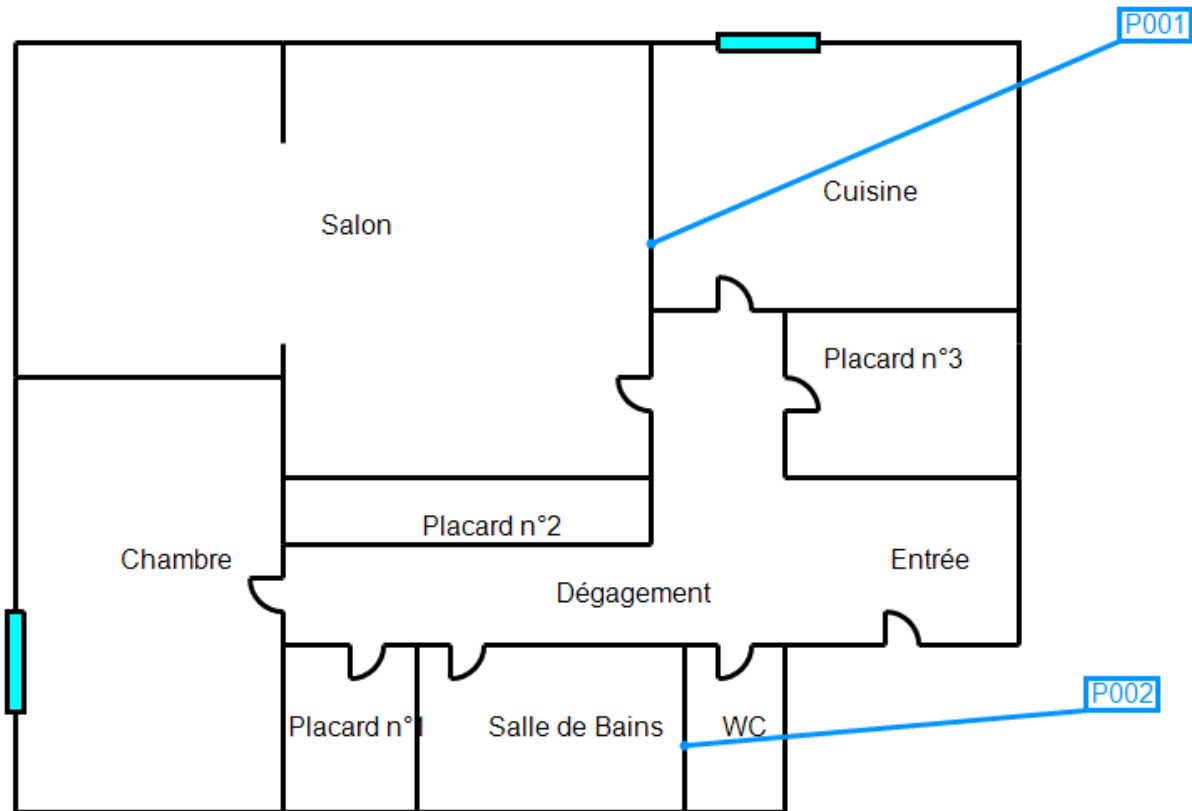 P001
Cuisine
Salon
Placard n°3
Placard n°2
Chambre
Entrée
Dégagement
P002
Placard n°1
Salle de Bains
WC